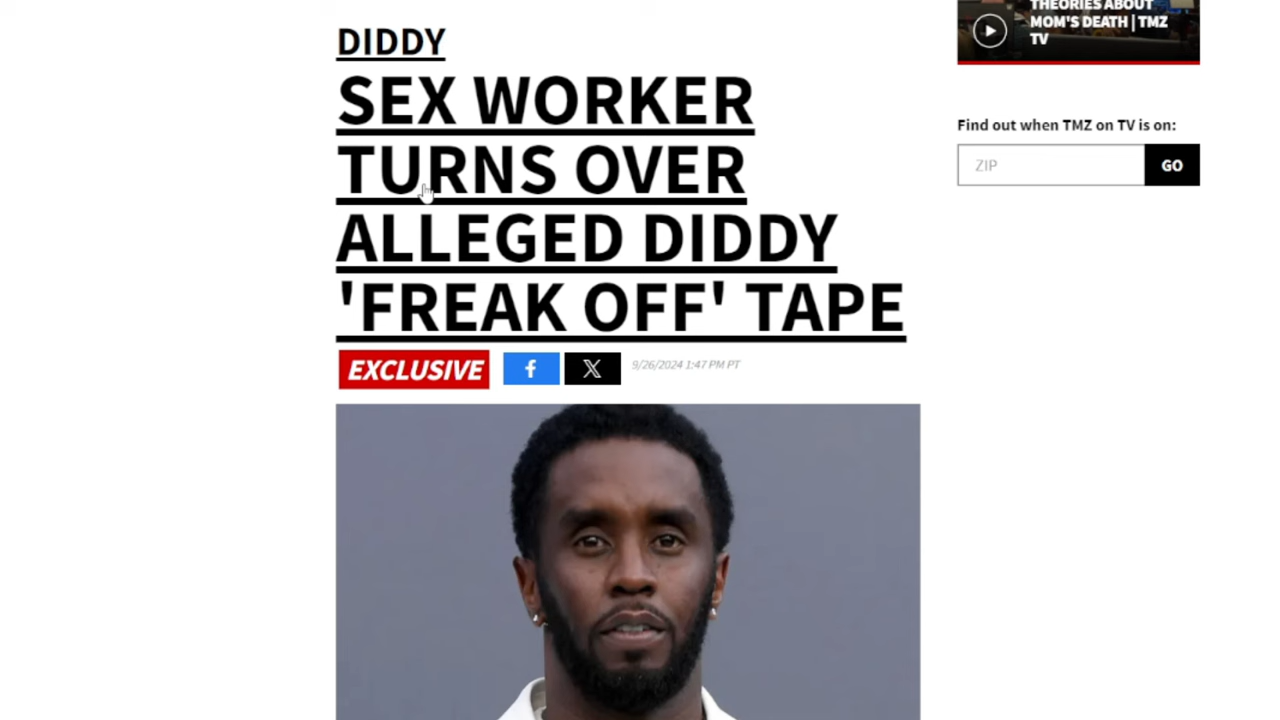 DIDDY
SEX WORKER
TURNS OVER
ALLEGED DIDDY
'FREAK OFF' TAPE
EXCLUSIVE
f
X
9/26/2024 1:47 PM PT
THEORIES ABOUT
MOM'S DEATH | TMZ
TV
Find out when TMZ on TV is on:
ZIP
GO